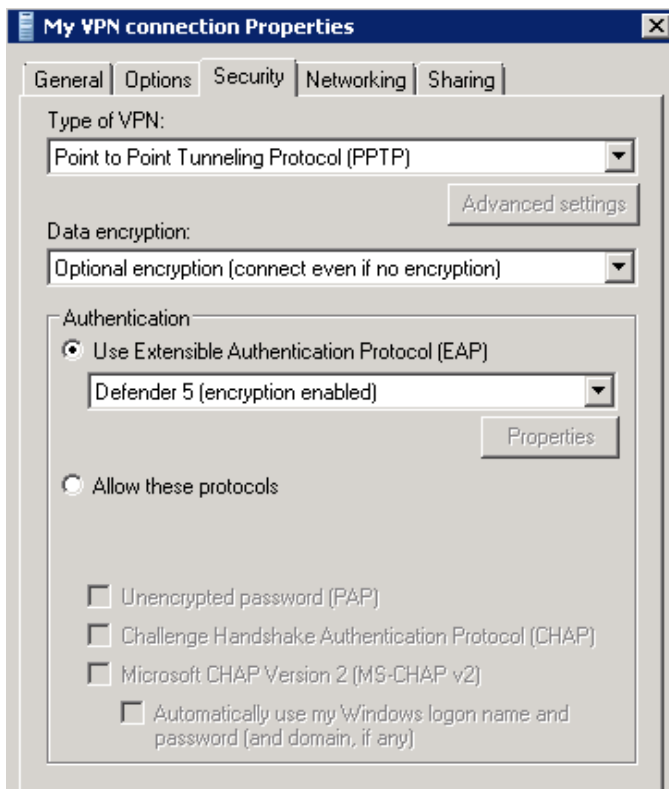 My VPN connection Properties
General Options Security Networking Sharing
Type of VPN:
Point to Point Tunneling Protocol (PPTP)
Advanced settings
Data encryption:
Optional encryption (connect even if no encryption)
Authentication
Use Extensible Authentication Protocol (EAP)
Defender 5 (encryption enabled)
Properties
Allow these protocols
Unencrypted password (PAP)
Challenge Handshake Authentication Protocol (CHAP)
Microsoft CHAP Version 2 (MS-CHAP v2)
Automatically use my Windows logon name and
password (and domain, if any)